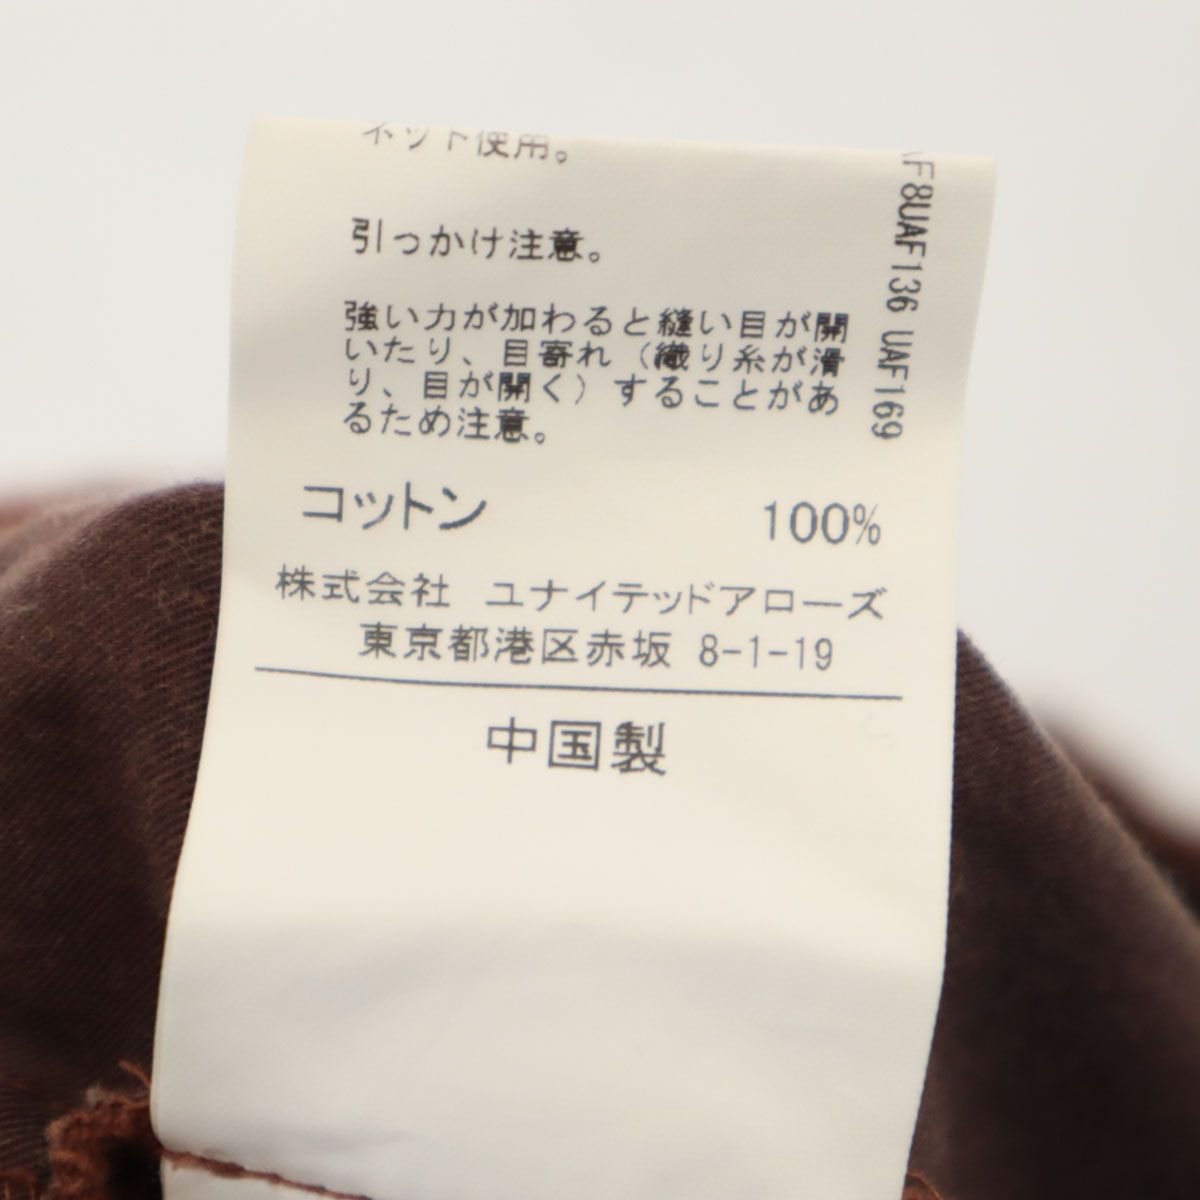 ネット使用。
引っかけ注意。
強い力が加わると縫い目が開
いたり、目寄れ（織り糸が滑
り、目が開く）することがあ
るため注意。
コットン 100%
株式会社 ユナイテッドアローズ
東京都港区赤坂 8-1-19
中国製
AF8UAF136 UAF169